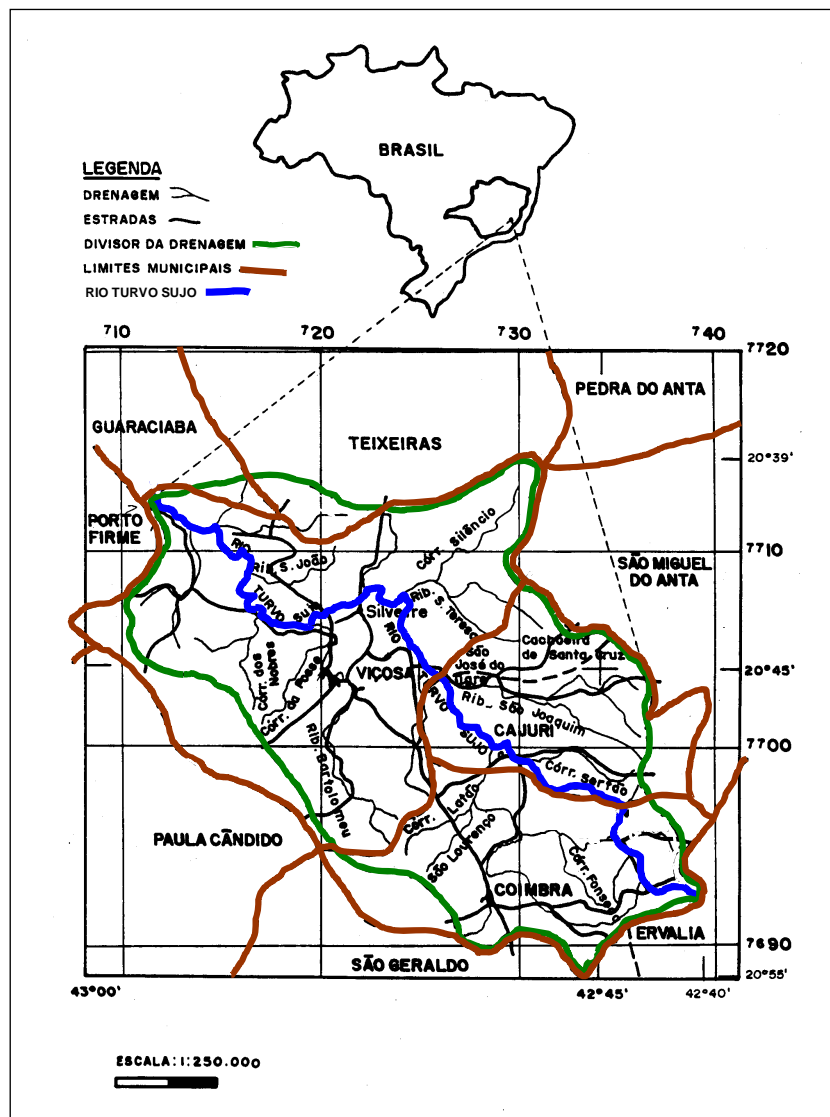 BRASIL
LEGENDA
DRENAGEM
ESTRADAS
DIVISOR DA DRENAGEM
LIMITES MUNICIPAIS
RIO TURVO SUJO
710
720
730
740
7720
PEDRA DO ANTA
GUARACIABA
TEIXEIRAS
20°39'
PORTO
FIRME
RIO
Rib. S. João
Córr. Silêncio
7710
SÃO MIGUEL
DO ANTA
TURVO SUJO
Silvestre
Rib. S. Tereza
RIO
Cachoeira
de Santa Cruz
São
José do
Córr. dos
Nobres
Córr. da Posse
VIÇOSA
20°45'
TURVO
Rib. São Joaquim
CAJURI
SUJO
7700
Rib. Bartolomeu
Córr. Sertão
Córr. Latão
PAULA CÂNDIDO
São Lourenço
Córr. Fonseca
COIMBRA
ERVALIA
7690
SÃO GERALDO
20°55'
43°00'
42°45'
42°40'
ESCALA:1:250.000